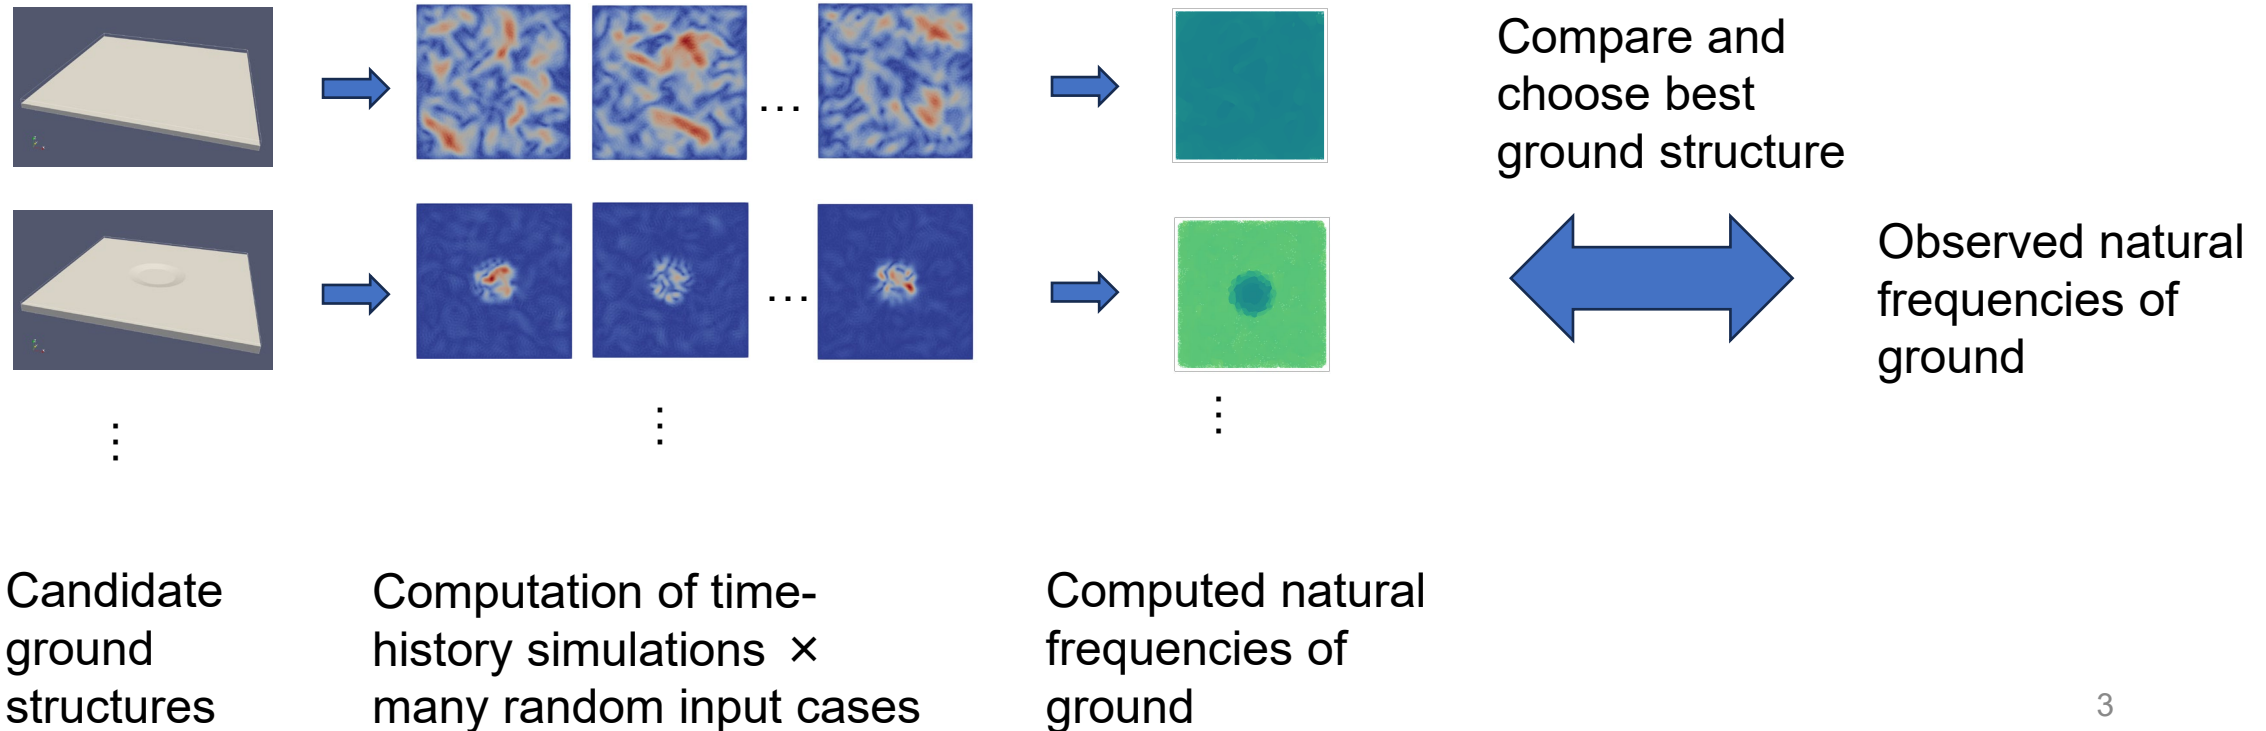 Compare and
choose best
ground structure
Observed natural
frequencies of
ground
...
...
⋮
⋮
⋮
Candidate
ground
structures
Computation of time-
history simulations ×
many random input cases
Computed natural
frequencies of
ground
3